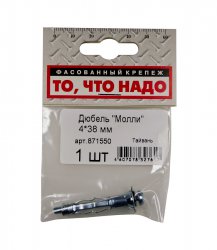 ФАСОВАННЫЙ КРЕПЕЖ
ТО, ЧТО НАДО
Дюбель "Молли"
4*38 мм
арт.871550
Тайвань
1 шт